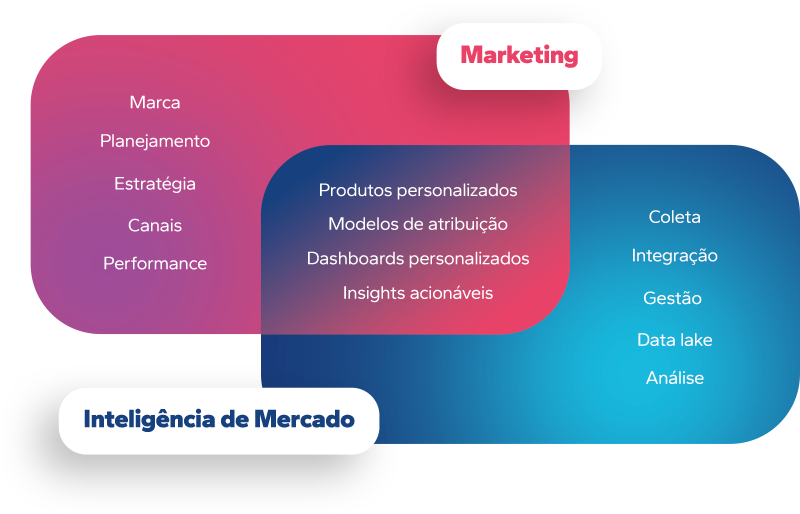 Marketing
Marca
Planejamento
Estratégia
Canais
Performance
Produtos personalizados
Modelos de atribuição
Dashboards personalizados
Insights acionáveis
Coleta
Integração
Gestão
Data lake
Análise
Inteligência de Mercado